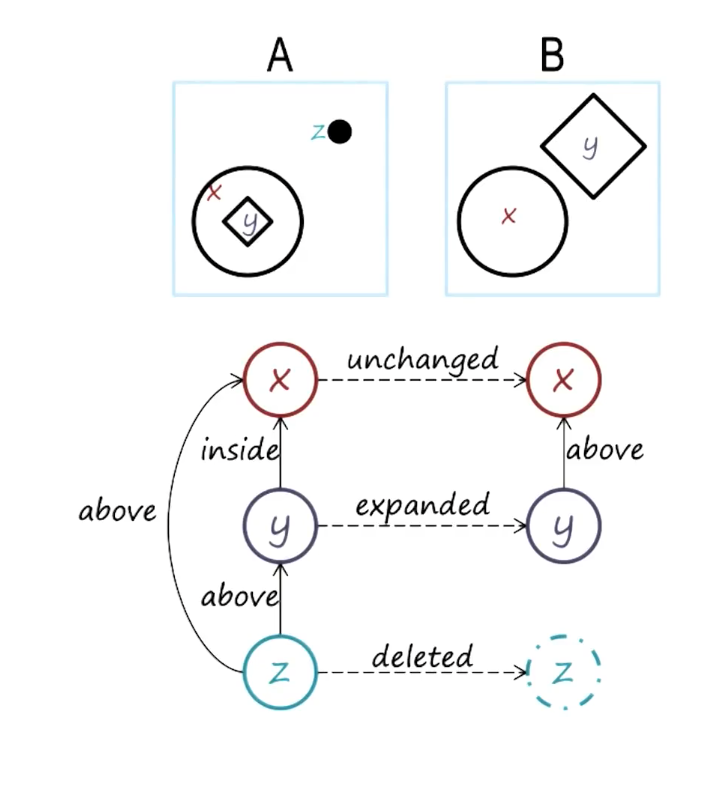 A B
z
x
y
y
x
unchanged
x x
inside above
above
expanded
y y
above
deleted
z z